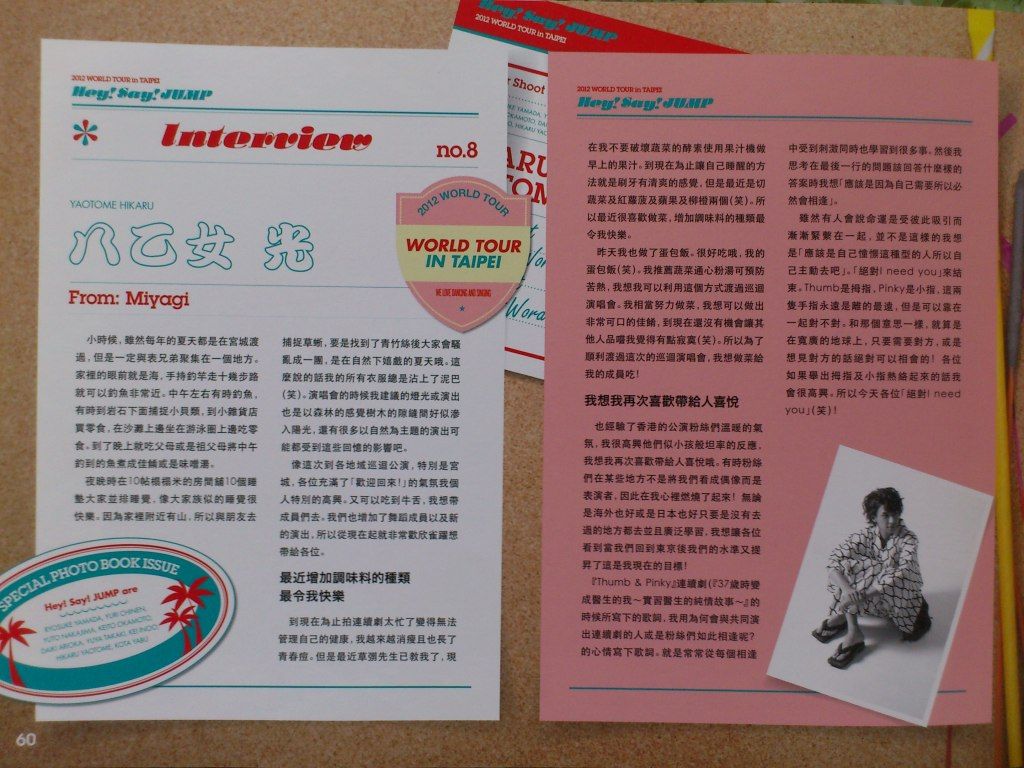 2012 WORLD TOUR in TAIPEI
Hey! Say! JUMP
Interview
no.8
YAOTOME HIKARU
八乙女 光
From: Miyagi
2012 WORLD TOUR
WORLD TOUR
IN TAIPEI
WE LOVE DANCING AND SINGING
小時候，雖然每年的夏天都是在宮城渡
過，但是一定與表兄弟聚集在一個地方。
家裡的眼前就是海，手持釣竿走十幾步路
就可以釣魚非常近。中午左右有時釣魚，
有時到岩石下面捕捉小貝類，到小雜貨店
買零食，在沙灘上邊坐在游泳圈上邊吃零
食。到了晚上就吃父母或是祖父母將中午
釣到的魚煮成佳餚或是味噌湯。
夜晚時在10帖榻榻米的房間舖10個睡
墊大家並排睡覺，像大家族似的睡覺很
快樂。因為家裡附近有山，所以與朋友去
捕捉草蜥，要是找到了青竹絲後大家會騷
亂成一團，是在自然下嬉戲的夏天哦。這
麼說的話我的所有衣服總是沾上了泥巴
(笑)。演唱會的時候我建議的燈光或演出
也是以森林的感覺樹木的隙縫間好似滲
入陽光，還有很多以自然為主題的演出可
能都受到這些回憶的影響吧。
像這次到各地域巡迴公演，特別是宮
城，各位充滿了「歡迎回來!」的氣氛我個
人特別的高興。又可以吃到牛舌，我想帶
成員們去。我們也增加了舞蹈成員以及新
的演出，所以從現在起就非常歡欣雀躍想
帶給各位。
最近增加調味料的種類
最令我快樂
到現在為止拍連續劇太忙了變得無法
管理自己的健康，我越來越消瘦且也長了
青春痘。但是最近草彅先生已教我了，現
SPECIAL PHOTO BOOK ISSUE
Hey! Say! JUMP are
RYOSUKE YAMADA, YURI CHINEN,
YUTO NAKAJIMA, KEITO OKAMOTO,
DAIKI ARIOKA, YUYA TAKAKI, KEI INOO,
HIKARU YAOTOME, KOTA YABU
60
Hey! Say! JUMP
2012 WORLD TOUR in TAIPEI
r Shoot
2012 WORLD TOUR in TAIPEI
Hey! Say! JUMP
在我不要破壞蔬菜的酵素使用果汁機做
早上的果汁。到現在為止讓自己睡醒的方
法就是刷牙有清爽的感覺，但是最近是切
蔬菜及紅蘿菠及蘋果及柳橙兩個(笑)。所
以最近很喜歡做菜，增加調味料的種類最
令我快樂。
昨天我也做了蛋包飯。很好吃哦，我的
蛋包飯(笑)。我推薦蔬菜通心粉湯可預防
苦熱，我想我可以利用這個方式渡過巡迴
演唱會。我相當努力做菜，我想可以做出
非常可口的佳餚，到現在還沒有機會讓其
他人品嚐我覺得有點寂寞(笑)。所以為了
順利渡過這次的巡迴演唱會，我想做菜給
我的成員吃!
我想我再次喜歡帶給人喜悅
也經驗了香港的公演粉絲們溫暖的氣
氛，我很高興他們似小孩般坦率的反應，
我想我再次喜歡帶給人喜悅哦。有時粉絲
們在某些地方不是將我們看成偶像而是
表演者，因此在我心裡燃燒了起來! 無論
是海外也好或是日本也好只要是沒有去
過的地方都去並且廣泛學習，我想讓各位
看到當我們回到東京後我們的水準又提
昇了這是我現在的目標!
『Thumb & Pinky』連續劇(『37歲時變
成醫生的我～實習醫生的純情故事～』的
時候所寫下的歌詞，我用為何會與共同演
出連續劇的人或是粉絲們如此相逢呢?
的心情寫下歌詞。就是常常從每個相逢
中受到刺激同時也學習到很多事。然後我
思考在最後一行的問題該回答什麼樣的
答案時我想「應該是因為自己需要所以必
然會相逢」。
雖然有人會說命運是受彼此吸引而
漸漸緊繫在一起，並不是這樣的我想
是「應該是自己憧憬這種型的人所以自
己主動去吧」。「絕對I need you」來結
束。Thumb是拇指，Pinky是小指，這兩
隻手指永遠是離的最遠，但是可以靠在
一起對不對。和那個意思一樣，就算是
在寬廣的地球上，只要需要對方，或是
想見對方的話絕對可以相會的! 各位
如果舉出拇指及小指熱絡起來的話我
會很高興。所以今天各位「絕對I need
you」(笑)!